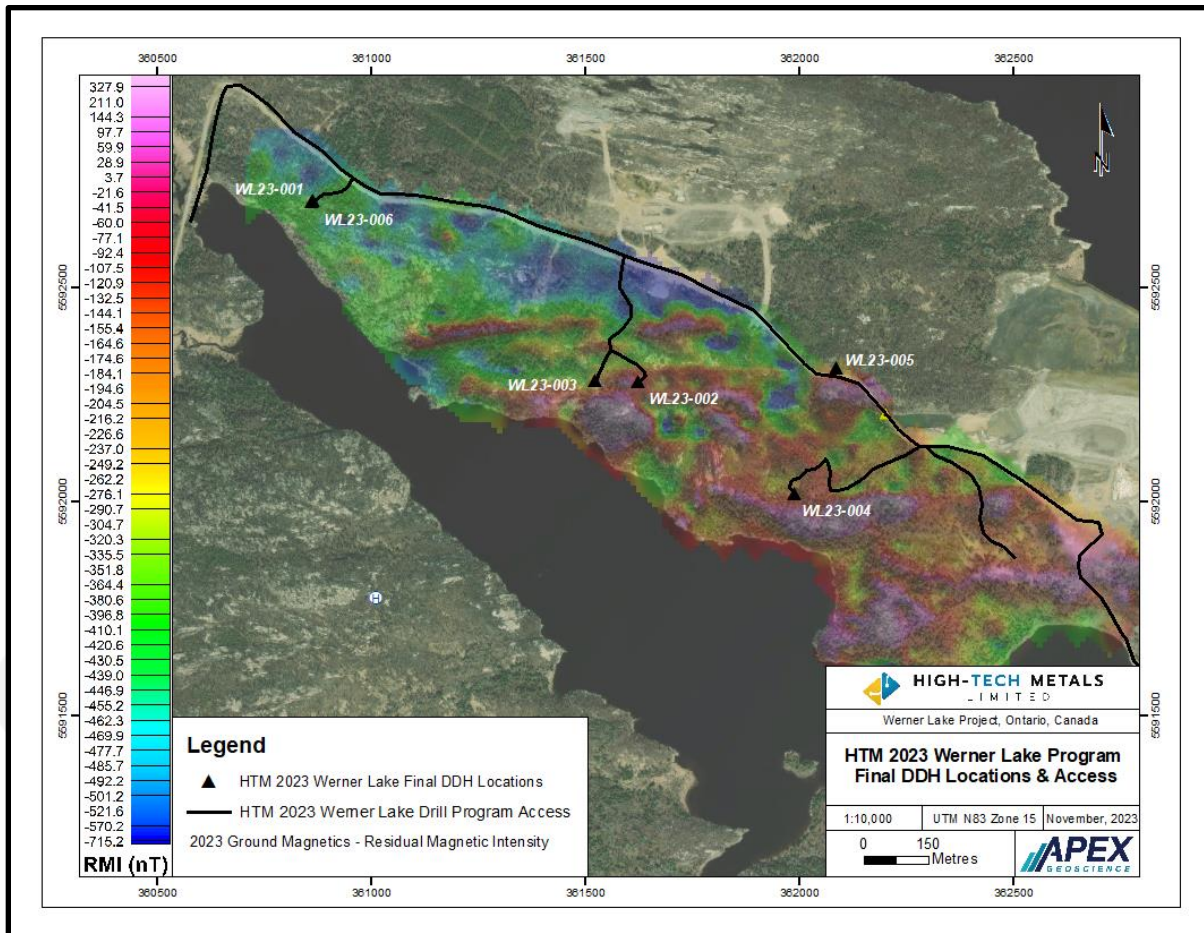 360500 361000 361500 362000 362500
327.9
211.0
144.3
97.7
59.9
28.9
3.7
-21.6
-41.5
-60.0
-77.1
-92.4
-107.5
-120.9
-132.5
-144.1
-155.4
-164.6
-174.6
-184.1
-194.6
-204.5
-216.2
-226.6
-237.0
-249.2
-262.2
-276.1
-290.7
-304.7
-320.2
-335.5
-351.8
-364.4
-380.6
-396.8
-410.1
-420.6
-430.5
-439.0
-446.9
-455.2
-462.3
-469.9
-477.7
-485.7
-492.2
-501.2
-521.6
-570.2
-715.2
RMI (nT)
5592500
5592000
5591500
N
WL23-001
WL23-006
WL23-005
WL23-003
WL23-002
WL23-004
H
5592500
5592000
5591500
Legend
HTM 2023 Werner Lake Final DDH Locations
HTM 2023 Werner Lake Drill Program Access
2023 Ground Magnetics - Residual Magnetic Intensity
HIGH-TECH METALS
LIMITED
Werner Lake Project, Ontario, Canada
HTM 2023 Werner Lake Program
Final DDH Locations & Access
1:10,000 UTM N83 Zone 15 November, 2023
0 150
Metres
APEX
GEOSCIENCE
360500 361000 361500 362000 362500